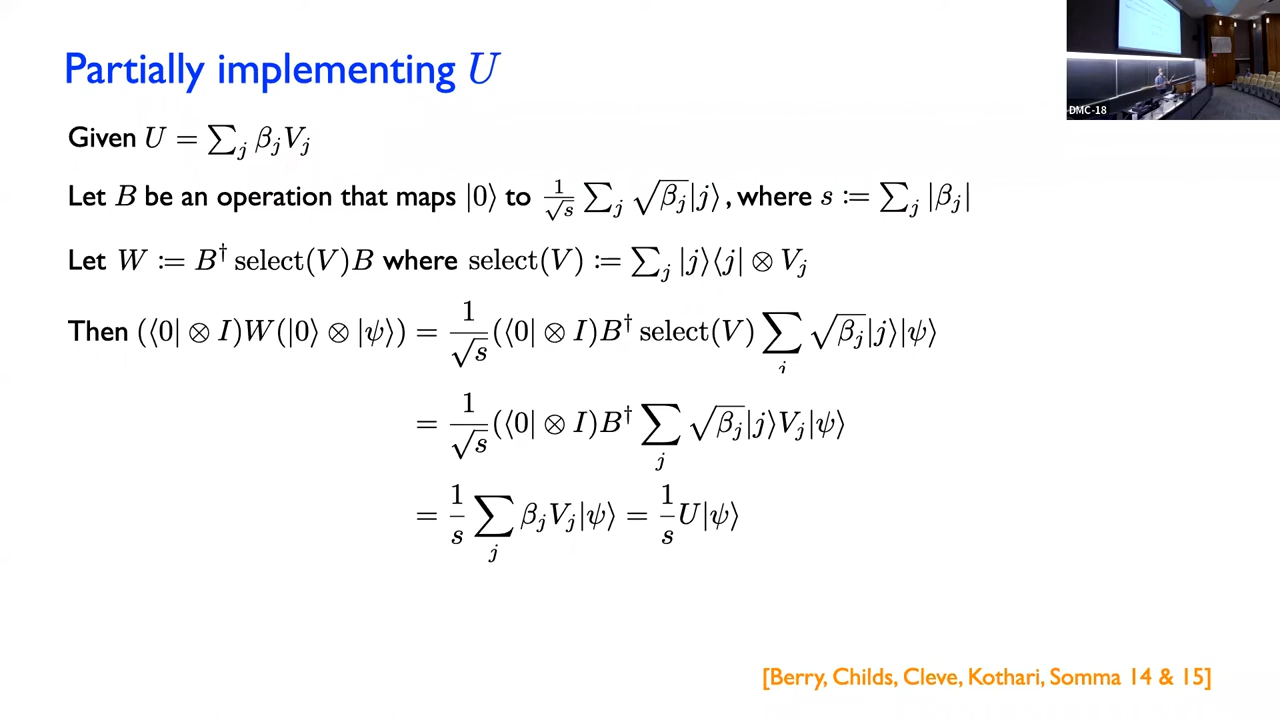 Partially implementing U
DMC-18
Given U = ∑_j β_j V_j
Let B be an operation that maps |0⟩ to 1/√s ∑_j √β_j |j⟩, where s := ∑_j |β_j|
Let W := B† select(V)B where select(V) := ∑_j |j⟩⟨j| ⊗ V_j
Then (⟨0| ⊗ I)W(|0⟩ ⊗ |ψ⟩) = 1/√s (⟨0| ⊗ I)B† select(V) ∑_j √β_j |j⟩|ψ⟩
= 1/√s (⟨0| ⊗ I)B† ∑_j √β_j |j⟩V_j|ψ⟩
= 1/s ∑_j β_j V_j|ψ⟩ = 1/s U|ψ⟩
[Berry, Childs, Cleve, Kothari, Somma 14 & 15]